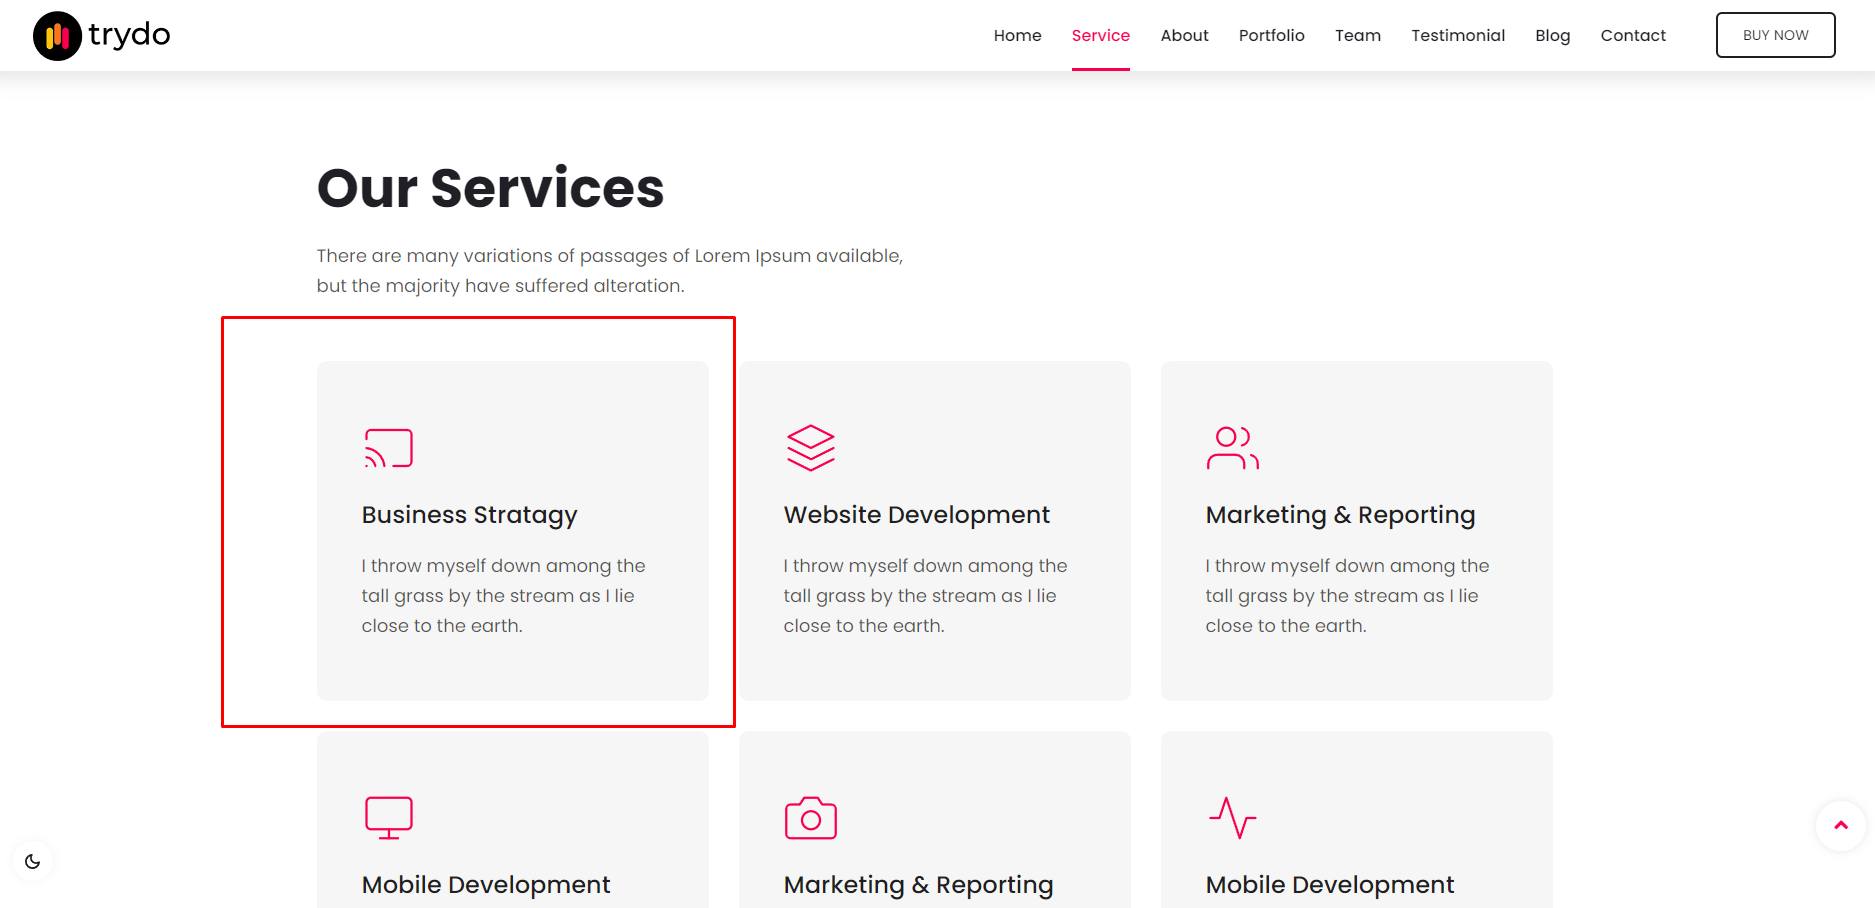 trydo
Home Service About Portfolio Team Testimonial Blog Contact BUY NOW
Our Services
There are many variations of passages of Lorem Ipsum available,
but the majority have suffered alteration.
Business Stratagy
I throw myself down among the
tall grass by the stream as I lie
close to the earth.
Website Development
I throw myself down among the
tall grass by the stream as I lie
close to the earth.
Marketing & Reporting
I throw myself down among the
tall grass by the stream as I lie
close to the earth.
Mobile Development
Marketing & Reporting
Mobile Development